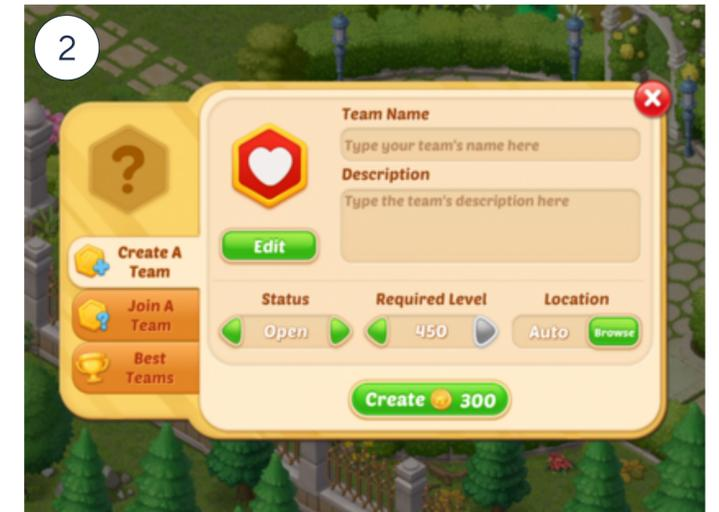 2
?
Create A
Team
Join A
Team
Best
Teams
Team Name
Type your team's name here
Description
Type the team's description here
Edit
Status
Required Level
Location
Open
450
Auto
Browse
Create 300